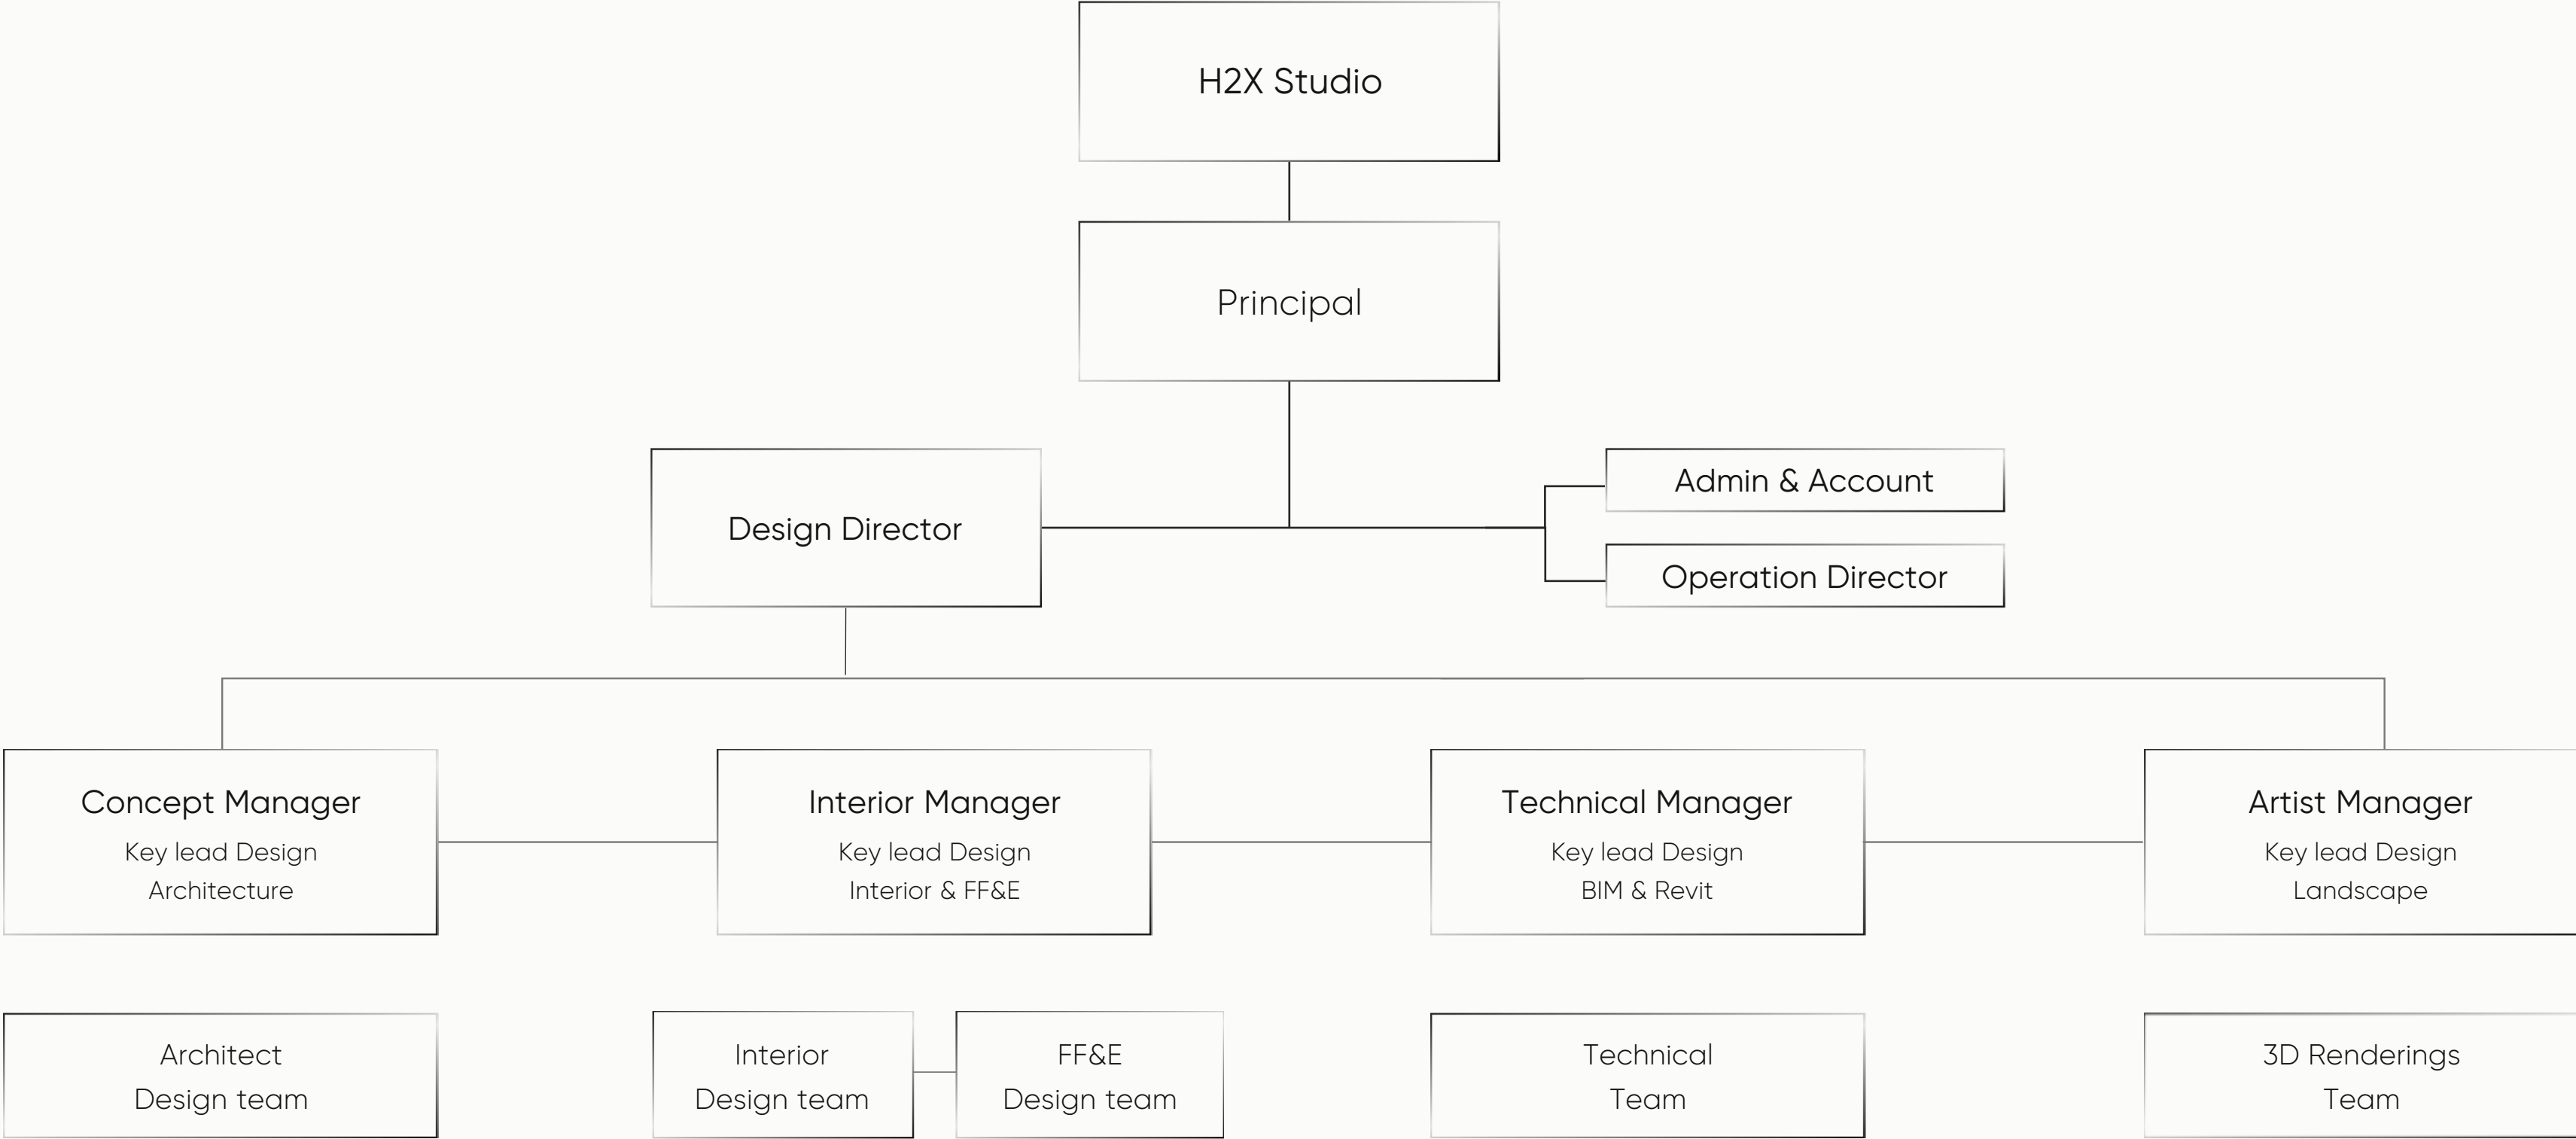 H2X Studio
Principal
Design Director
Admin & Account
Operation Director
Concept Manager
Key lead Design
Architecture
Interior Manager
Key lead Design
Interior & FF&E
Technical Manager
Key lead Design
BIM & Revit
Artist Manager
Key lead Design
Landscape
Architect
Design team
Interior
Design team
FF&E
Design team
Technical
Team
3D Renderings
Team